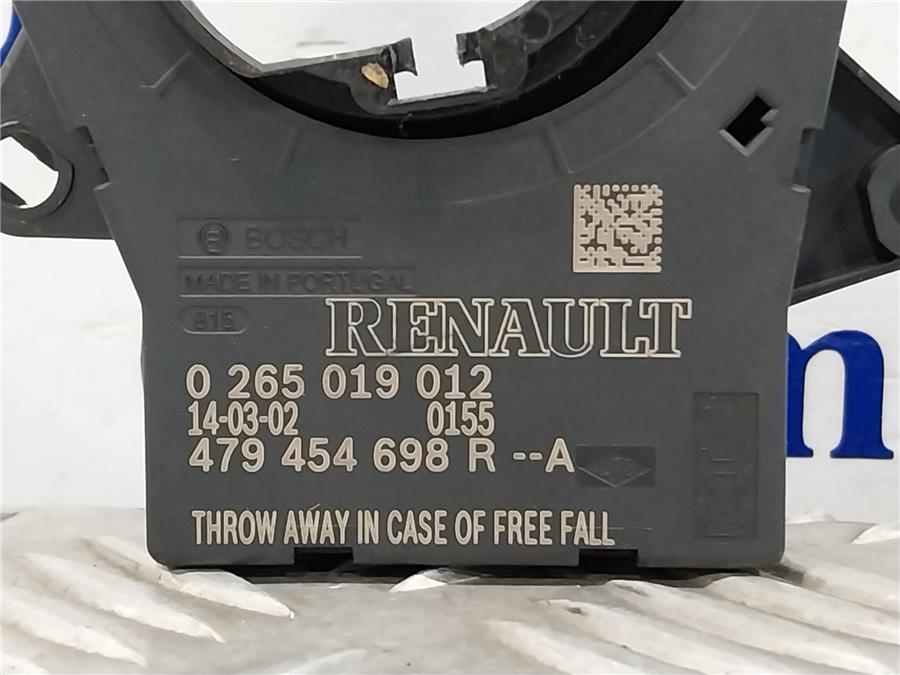 BOSCH
MADE IN PORTUGAL
815
RENAULT
0 265 019 012
14-03-02 0155
479 454 698 R --A
THROW AWAY IN CASE OF FREE FALL
m